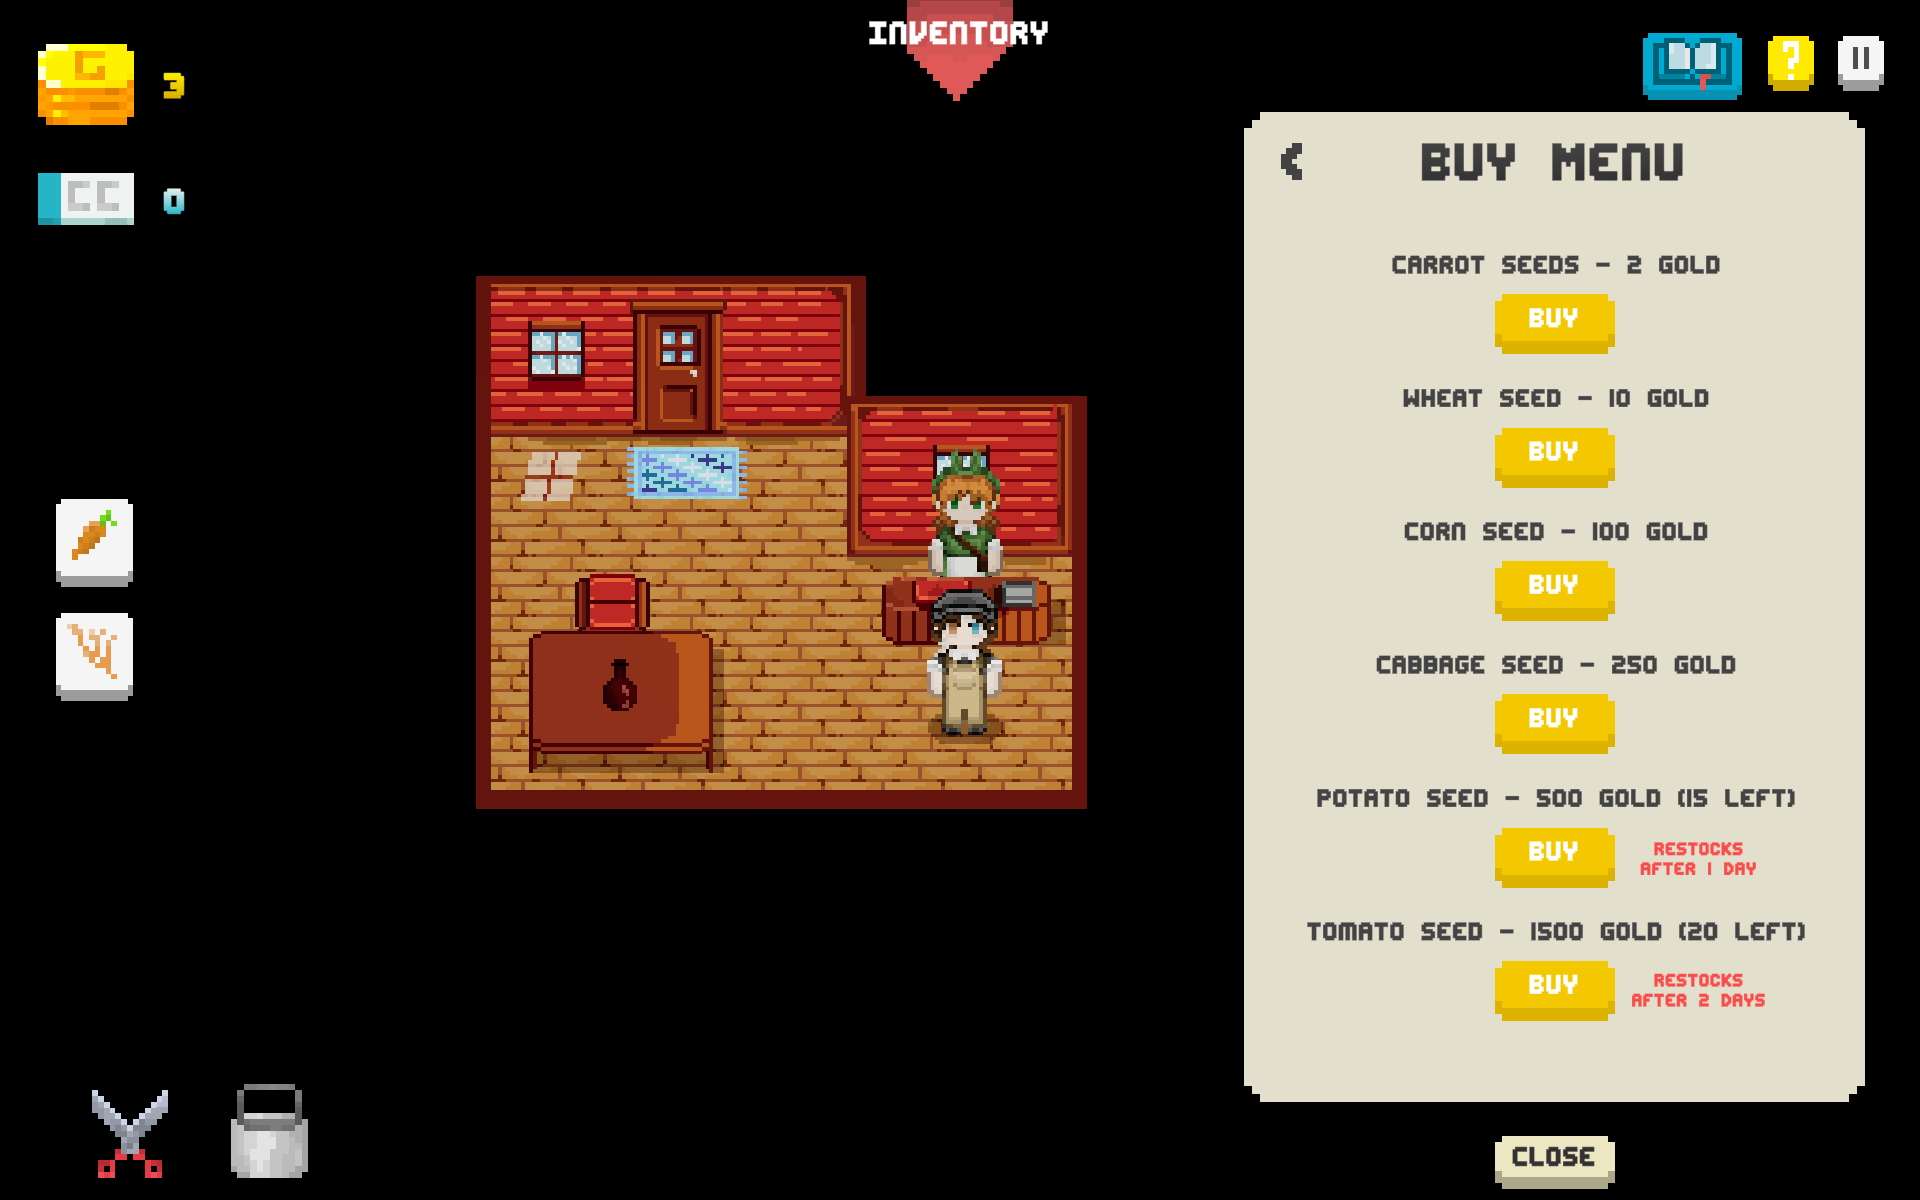 INVENTORY
G 3
CC 0
BUY MENU
CARROT SEEDS - 2 GOLD
BUY
WHEAT SEED - 10 GOLD
BUY
CORN SEED - 100 GOLD
BUY
CABBAGE SEED - 250 GOLD
BUY
POTATO SEED - 500 GOLD (15 LEFT)
BUY
RESTOCKS
AFTER 1 DAY
TOMATO SEED - 1500 GOLD (20 LEFT)
BUY
RESTOCKS
AFTER 2 DAYS
CLOSE
?